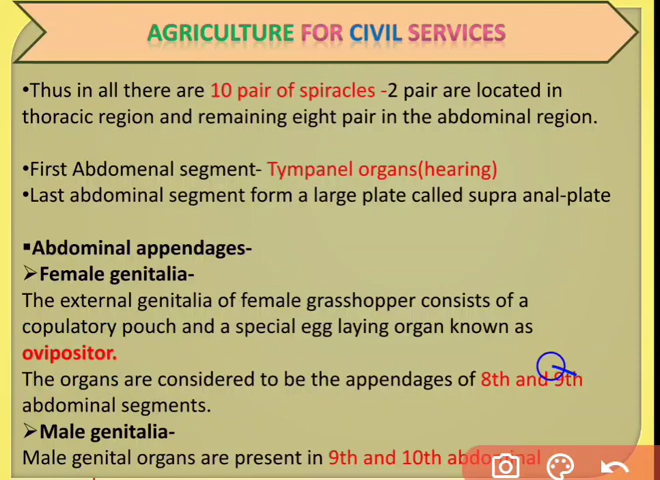 AGRICULTURE FOR CIVIL SERVICES
•Thus in all there are 10 pair of spiracles -2 pair are located in
thoracic region and remaining eight pair in the abdominal region.
•First Abdomenal segment- Tympanel organs(hearing)
•Last abdominal segment form a large plate called supra anal-plate
▪Abdominal appendages-
➢Female genitalia-
The external genitalia of female grasshopper consists of a
copulatory pouch and a special egg laying organ known as
ovipositor.
The organs are considered to be the appendages of 8th and 9th
abdominal segments.
➢Male genitalia-
Male genital organs are present in 9th and 10th abdominal